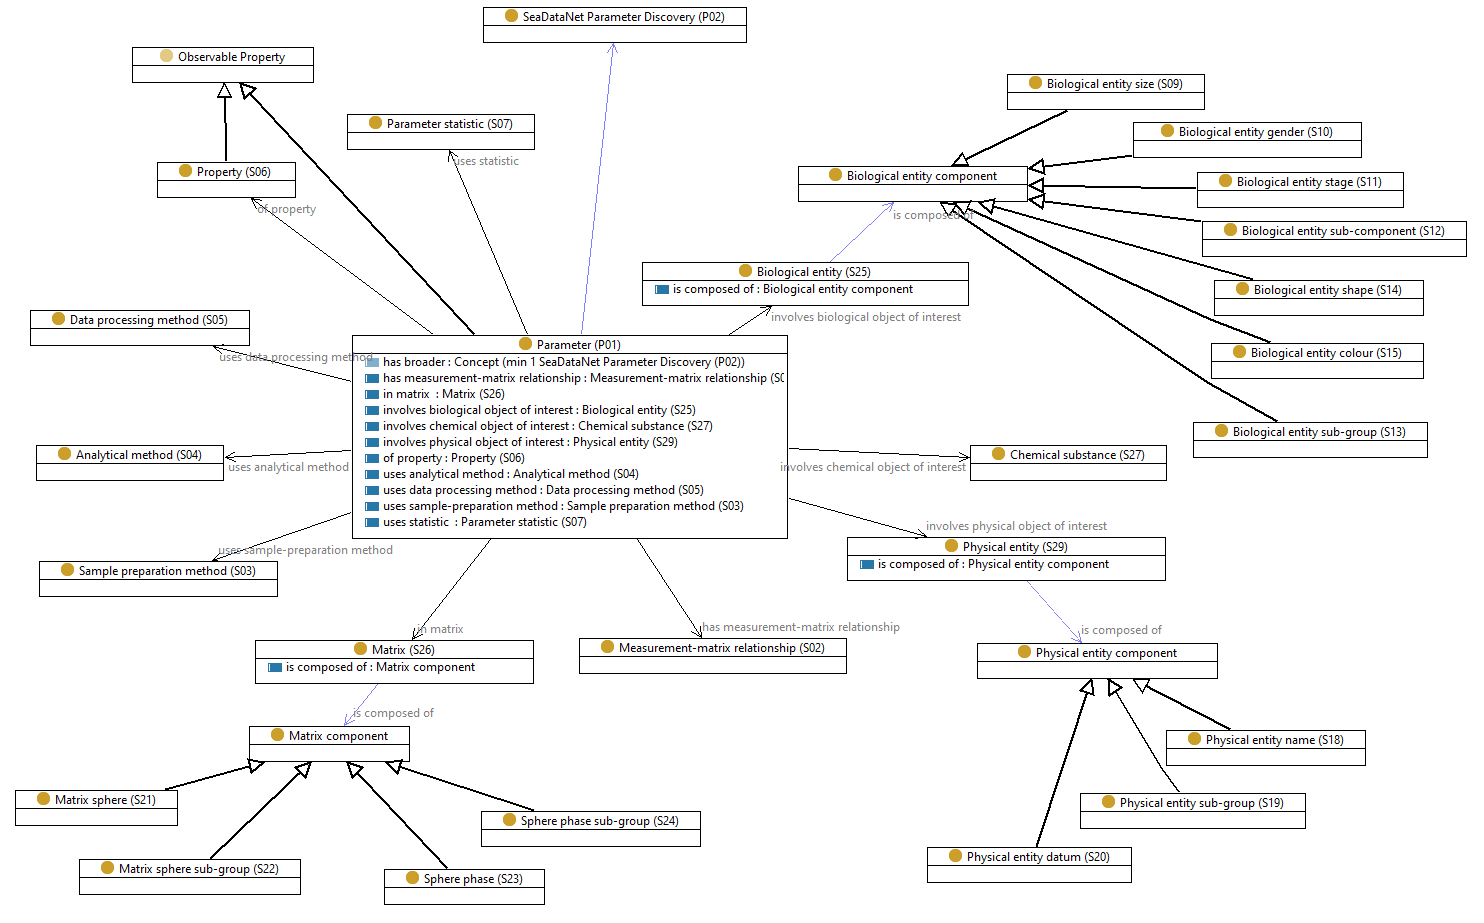 SeaDataNet Parameter Discovery (P02)
Observable Property
Biological entity size (S09)
Parameter statistic (S07)
Biological entity gender (S10)
uses statistic
Property (S06)
Biological entity component
Biological entity stage (S11)
of property
is composed of
Biological entity sub-component (S12)
Biological entity (S25)
is composed of : Biological entity component
Biological entity shape (S14)
involves biological object of interest
Data processing method (S05)
uses data processing method
Parameter (P01)
has broader : Concept (min 1 SeaDataNet Parameter Discovery (P02))
has measurement-matrix relationship : Measurement-matrix relationship (S0
in matrix : Matrix (S26)
involves biological object of interest : Biological entity (S25)
involves chemical object of interest : Chemical substance (S27)
involves physical object of interest : Physical entity (S29)
of property : Property (S06)
uses analytical method : Analytical method (S04)
uses data processing method : Data processing method (S05)
uses sample-preparation method : Sample preparation method (S03)
uses statistic : Parameter statistic (S07)
Biological entity colour (S15)
Biological entity sub-group (S13)
Analytical method (S04)
uses analytical method
Chemical substance (S27)
involves chemical object of interest
involves physical object of interest
Physical entity (S29)
is composed of : Physical entity component
uses sample-preparation method
Sample preparation method (S03)
in matrix
has measurement-matrix relationship
is composed of
Matrix (S26)
is composed of : Matrix component
Measurement-matrix relationship (S02)
Physical entity component
is composed of
Matrix component
Physical entity name (S18)
Matrix sphere (S21)
Sphere phase sub-group (S24)
Physical entity sub-group (S19)
Matrix sphere sub-group (S22)
Sphere phase (S23)
Physical entity datum (S20)